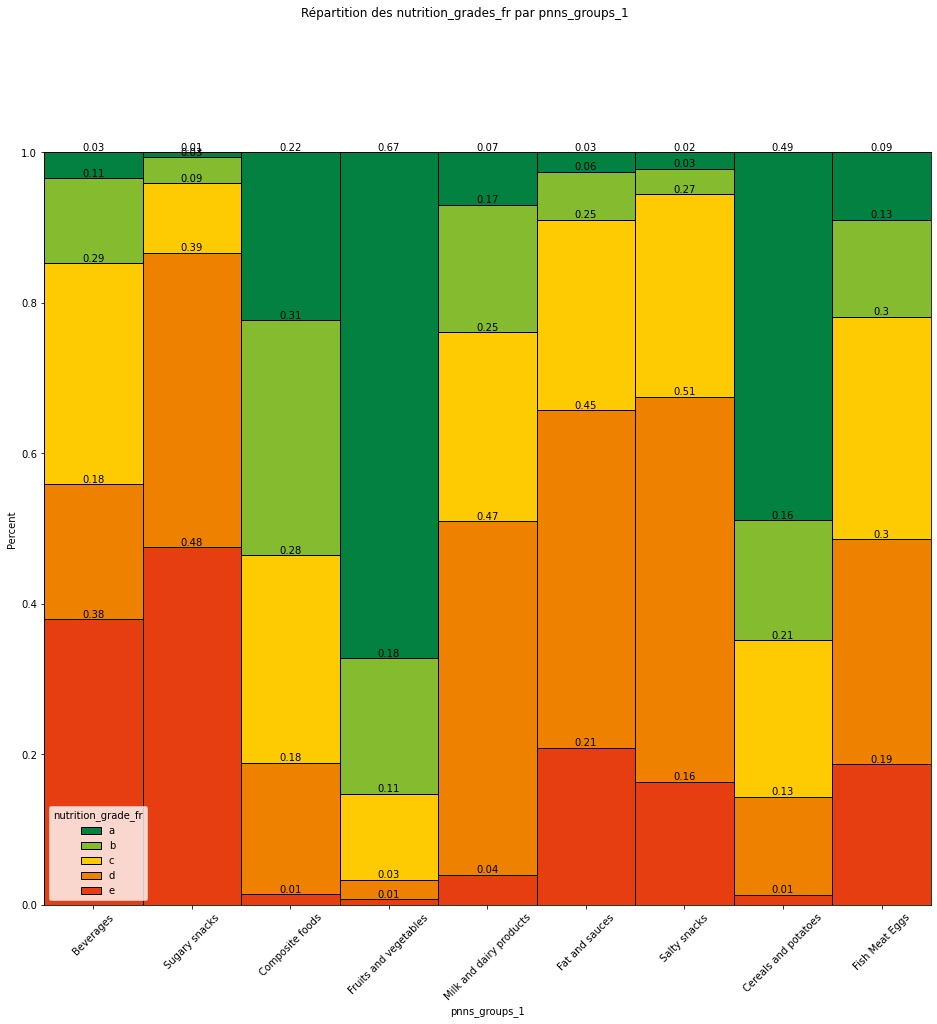 Répartition des nutrition_grades_fr par pnns_groups_1
0.03 0.01 0.22 0.67 0.07 0.03 0.02 0.49 0.09
1.0
0.03
0.06 0.03
0.11 0.09 0.17 0.13
0.27
0.25
0.29 0.39
0.8
0.31 0.25 0.3
0.45 0.51
0.6
0.18 0.28 0.47 0.16 0.3
Percent
0.4
0.38 0.48 0.18 0.21
0.2
0.18 0.11 0.21 0.16 0.13 0.19
nutrition_grade_fr
a
b
c
d
e
0.01 0.03 0.04 0.01
0.01
0.0
Beverages
Sugary snacks
Composite foods
Fruits and vegetables
Milk and dairy products
Fat and sauces
Salty snacks
Cereals and potatoes
Fish Meat Eggs
pnns_groups_1